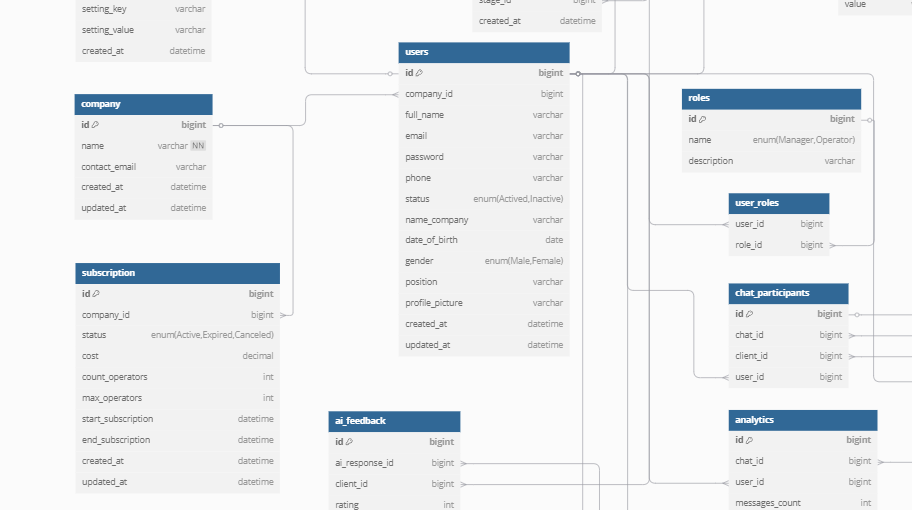 setting_key varchar
setting_value varchar
created_at datetime
stage_id bigint
created_at datetime
value
users
id bigint
company_id bigint
full_name varchar
email varchar
password varchar
phone varchar
status enum(Actived,Inactive)
name_company varchar
date_of_birth date
gender enum(Male,Female)
position varchar
profile_picture varchar
created_at datetime
updated_at datetime
company
id bigint
name varchar NN
contact_email varchar
created_at datetime
updated_at datetime
roles
id bigint
name enum(Manager,Operator)
description varchar
user_roles
user_id bigint
role_id bigint
subscription
id bigint
company_id bigint
status enum(Active,Expired,Canceled)
cost decimal
count_operators int
max_operators int
start_subscription datetime
end_subscription datetime
created_at datetime
updated_at datetime
chat_participants
id bigint
chat_id bigint
client_id bigint
user_id bigint
ai_feedback
id bigint
ai_response_id bigint
client_id bigint
rating int
analytics
id bigint
chat_id bigint
user_id bigint
messages_count int